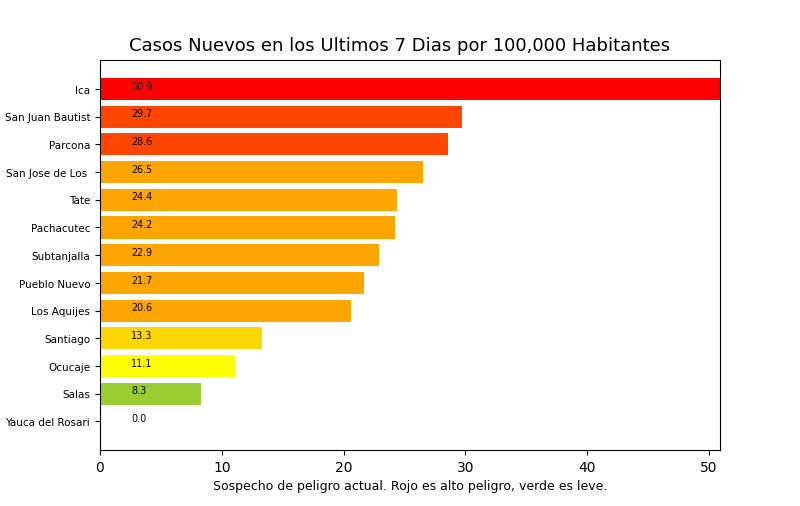 Casos Nuevos en los Ultimos 7 Dias por 100,000 Habitantes
Ica 50.9
San Juan Bautist 29.7
Parcona 28.6
San Jose de Los 26.5
Tate 24.4
Pachacutec 24.2
Subtanjalla 22.9
Pueblo Nuevo 21.7
Los Aquijes 20.6
Santiago 13.3
Ocucaje 11.1
Salas 8.3
Yauca del Rosari 0.0
0 10 20 30 40 50
Sospecho de peligro actual. Rojo es alto peligro, verde es leve.